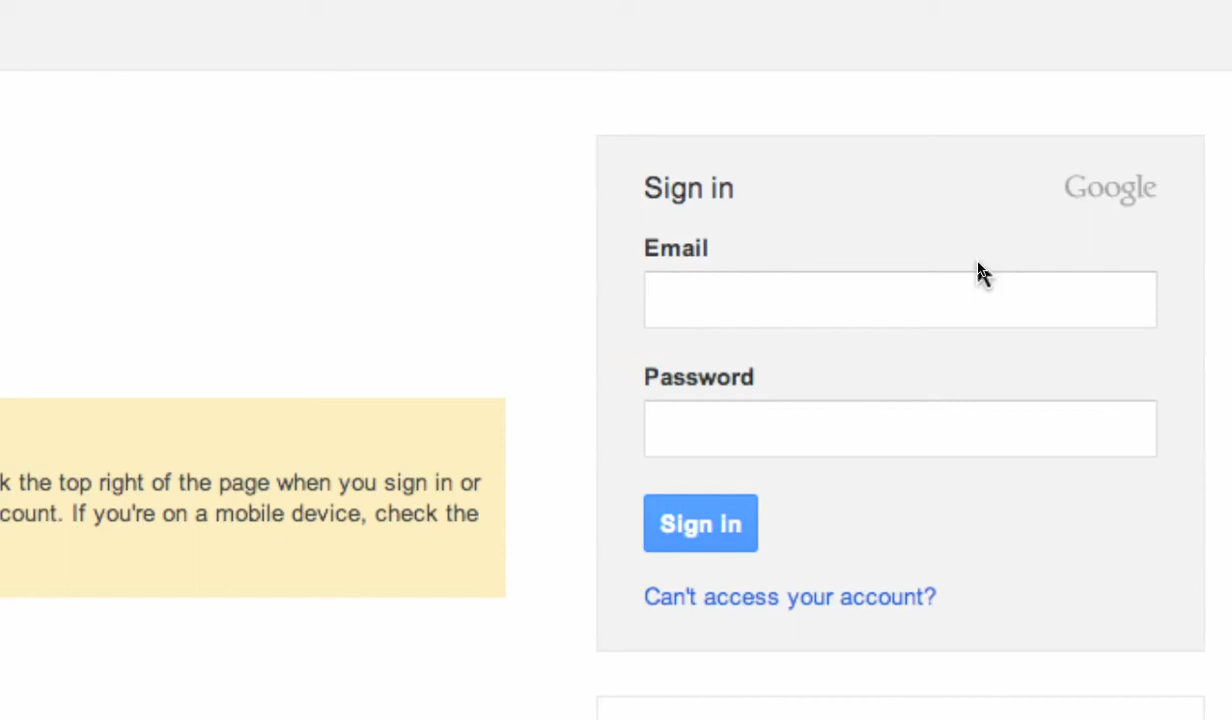 k the top right of the page when you sign in or
count. If you're on a mobile device, check the
Sign in
Google
Email
Password
Sign in
Can't access your account?